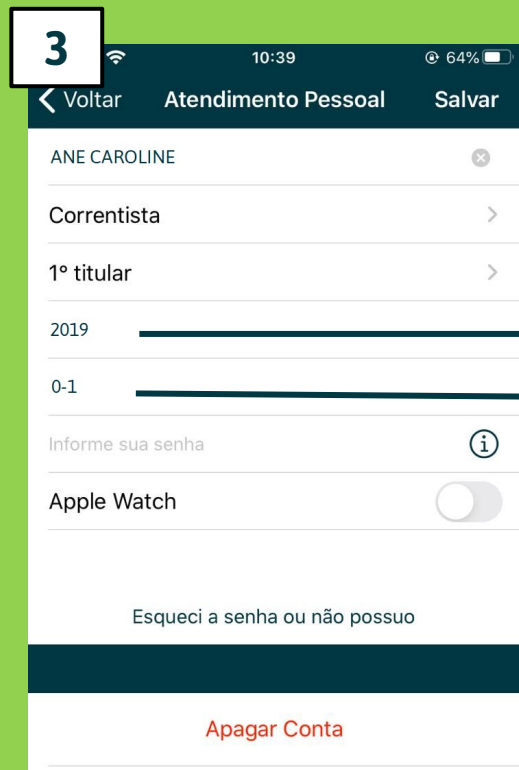 3
10:39
64%
Voltar
Atendimento Pessoal
Salvar
ANE CAROLINE
Correntista
1º titular
2019
0-1
Informe sua senha
Apple Watch
Esqueci a senha ou não possuo
Apagar Conta